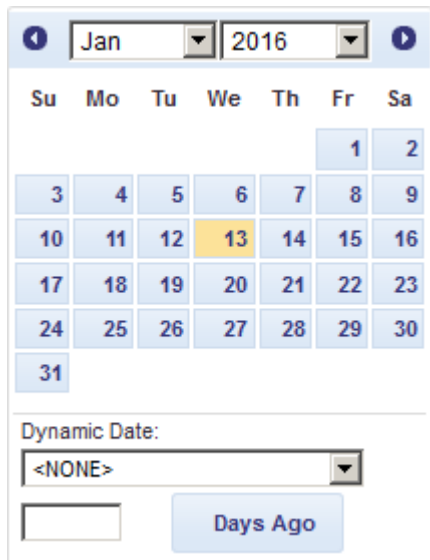 Jan 2016
Su Mo Tu We Th Fr Sa
1 2
3 4 5 6 7 8 9
10 11 12 13 14 15 16
17 18 19 20 21 22 23
24 25 26 27 28 29 30
31
Dynamic Date:
<NONE>
Days Ago